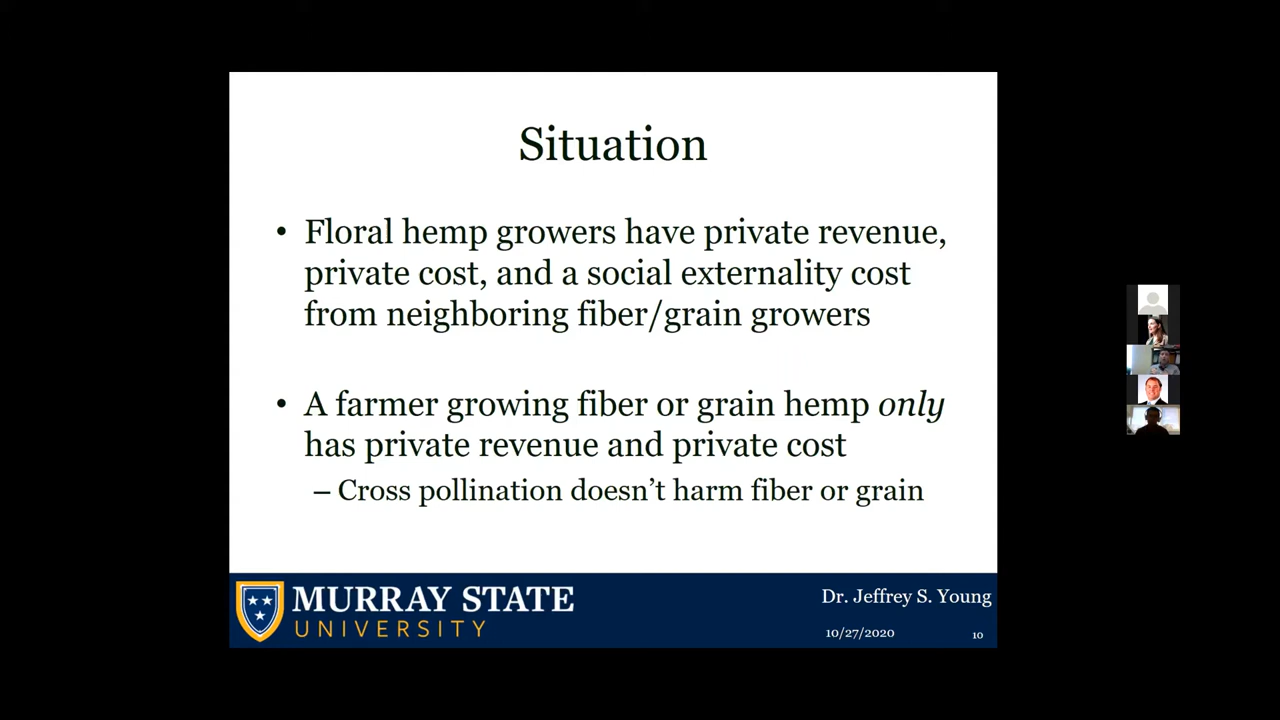 Situation
• Floral hemp growers have private revenue,
private cost, and a social externality cost
from neighboring fiber/grain growers
• A farmer growing fiber or grain hemp only
has private revenue and private cost
– Cross pollination doesn't harm fiber or grain
MURRAY STATE
UNIVERSITY
Dr. Jeffrey S. Young
10/27/2020
10